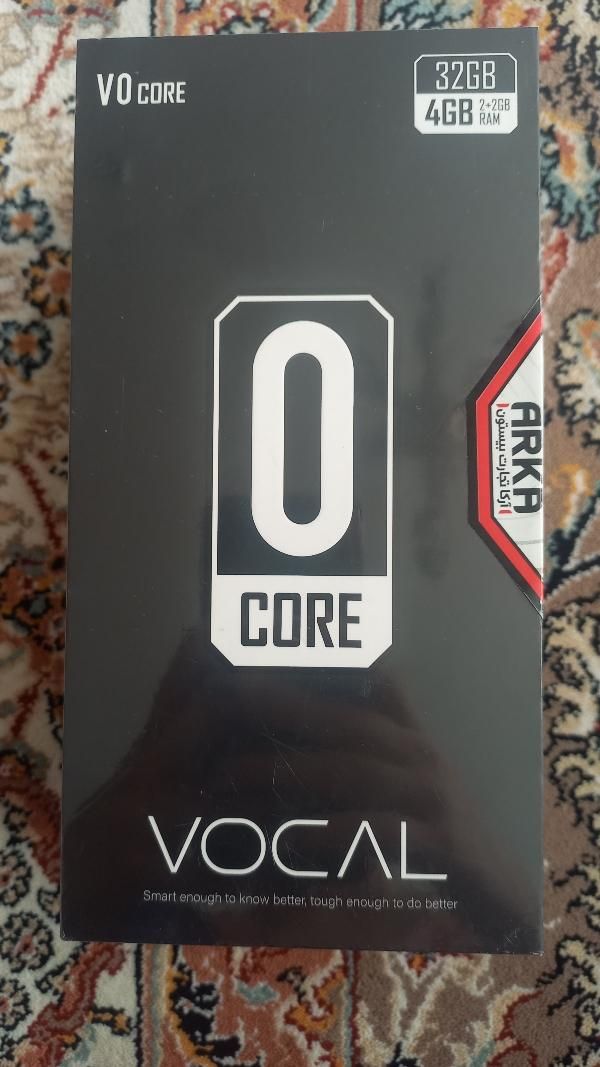 V0 CORE
32GB
4GB 2+2GB RAM
0
CORE
ARKA
آرکا تجارت بیستون
VOCAL
Smart enough to know better, tough enough to do better